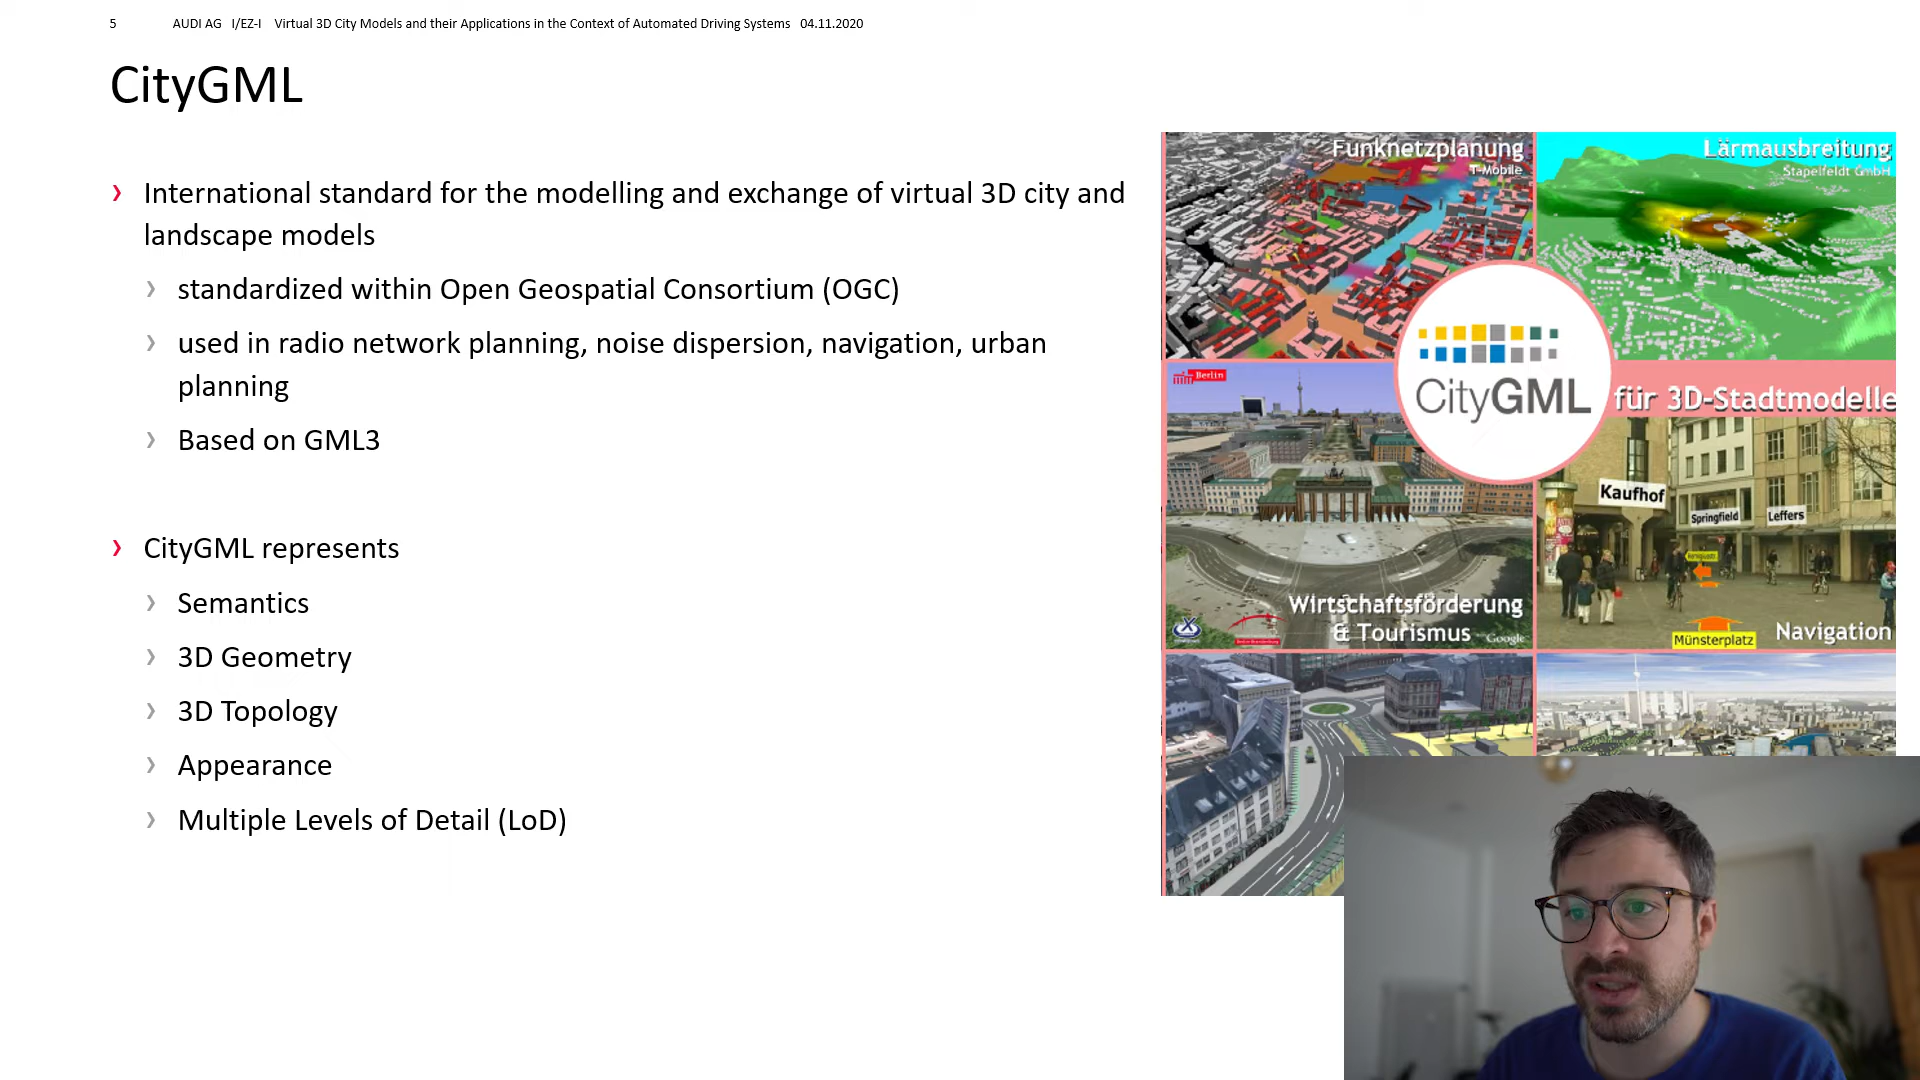 5 AUDI AG I/EZ-I Virtual 3D City Models and their Applications in the Context of Automated Driving Systems 04.11.2020
CityGML
› International standard for the modelling and exchange of virtual 3D city and
landscape models
› standardized within Open Geospatial Consortium (OGC)
› used in radio network planning, noise dispersion, navigation, urban
planning
› Based on GML3
› CityGML represents
› Semantics
› 3D Geometry
› 3D Topology
› Appearance
› Multiple Levels of Detail (LoD)
Funknetzplanung
T-Mobile
Lärmausbreitung
Stapelfeldt GmbH
CityGML
für 3D-Stadtmodelle
Berlin
Wirtschaftsförderung
& Tourismus
Google
Kaufhof
Springfield
Leffers
Münsterplatz
Navigation